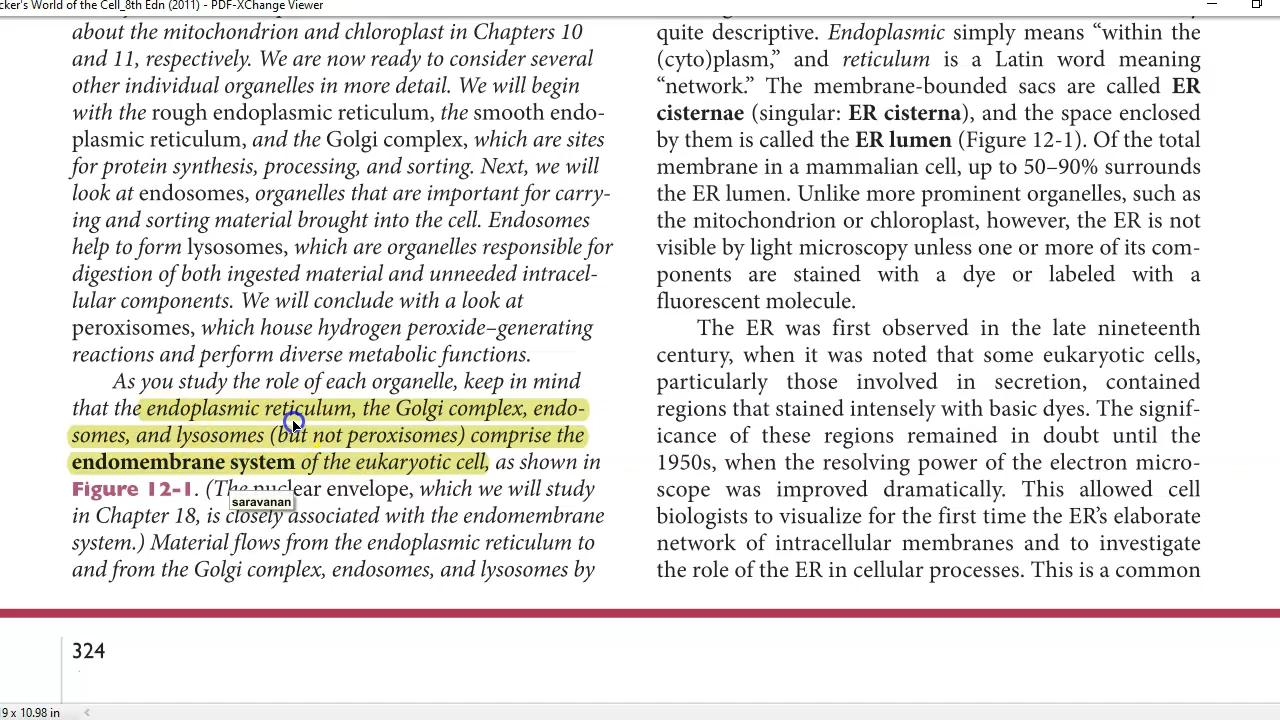 cker's World of the Cell_8th Edn (2011) - PDF-XChange Viewer
about the mitochondrion and chloroplast in Chapters 10
and 11, respectively. We are now ready to consider several
other individual organelles in more detail. We will begin
with the rough endoplasmic reticulum, the smooth endo-
plasmic reticulum, and the Golgi complex, which are sites
for protein synthesis, processing, and sorting. Next, we will
look at endosomes, organelles that are important for carry-
ing and sorting material brought into the cell. Endosomes
help to form lysosomes, which are organelles responsible for
digestion of both ingested material and unneeded intracel-
lular components. We will conclude with a look at
peroxisomes, which house hydrogen peroxide–generating
reactions and perform diverse metabolic functions.
As you study the role of each organelle, keep in mind
that the endoplasmic reticulum, the Golgi complex, endo-
somes, and lysosomes (but not peroxisomes) comprise the
endomembrane system of the eukaryotic cell, as shown in
Figure 12-1. (The nuclear envelope, which we will study
saravanan
in Chapter 18, is closely associated with the endomembrane
system.) Material flows from the endoplasmic reticulum to
and from the Golgi complex, endosomes, and lysosomes by
quite descriptive. Endoplasmic simply means “within the
(cyto)plasm,” and reticulum is a Latin word meaning
“network.” The membrane-bounded sacs are called ER
cisternae (singular: ER cisterna), and the space enclosed
by them is called the ER lumen (Figure 12-1). Of the total
membrane in a mammalian cell, up to 50–90% surrounds
the ER lumen. Unlike more prominent organelles, such as
the mitochondrion or chloroplast, however, the ER is not
visible by light microscopy unless one or more of its com-
ponents are stained with a dye or labeled with a
fluorescent molecule.
The ER was first observed in the late nineteenth
century, when it was noted that some eukaryotic cells,
particularly those involved in secretion, contained
regions that stained intensely with basic dyes. The signif-
icance of these regions remained in doubt until the
1950s, when the resolving power of the electron micro-
scope was improved dramatically. This allowed cell
biologists to visualize for the first time the ER’s elaborate
network of intracellular membranes and to investigate
the role of the ER in cellular processes. This is a common
324
9 x 10.98 in